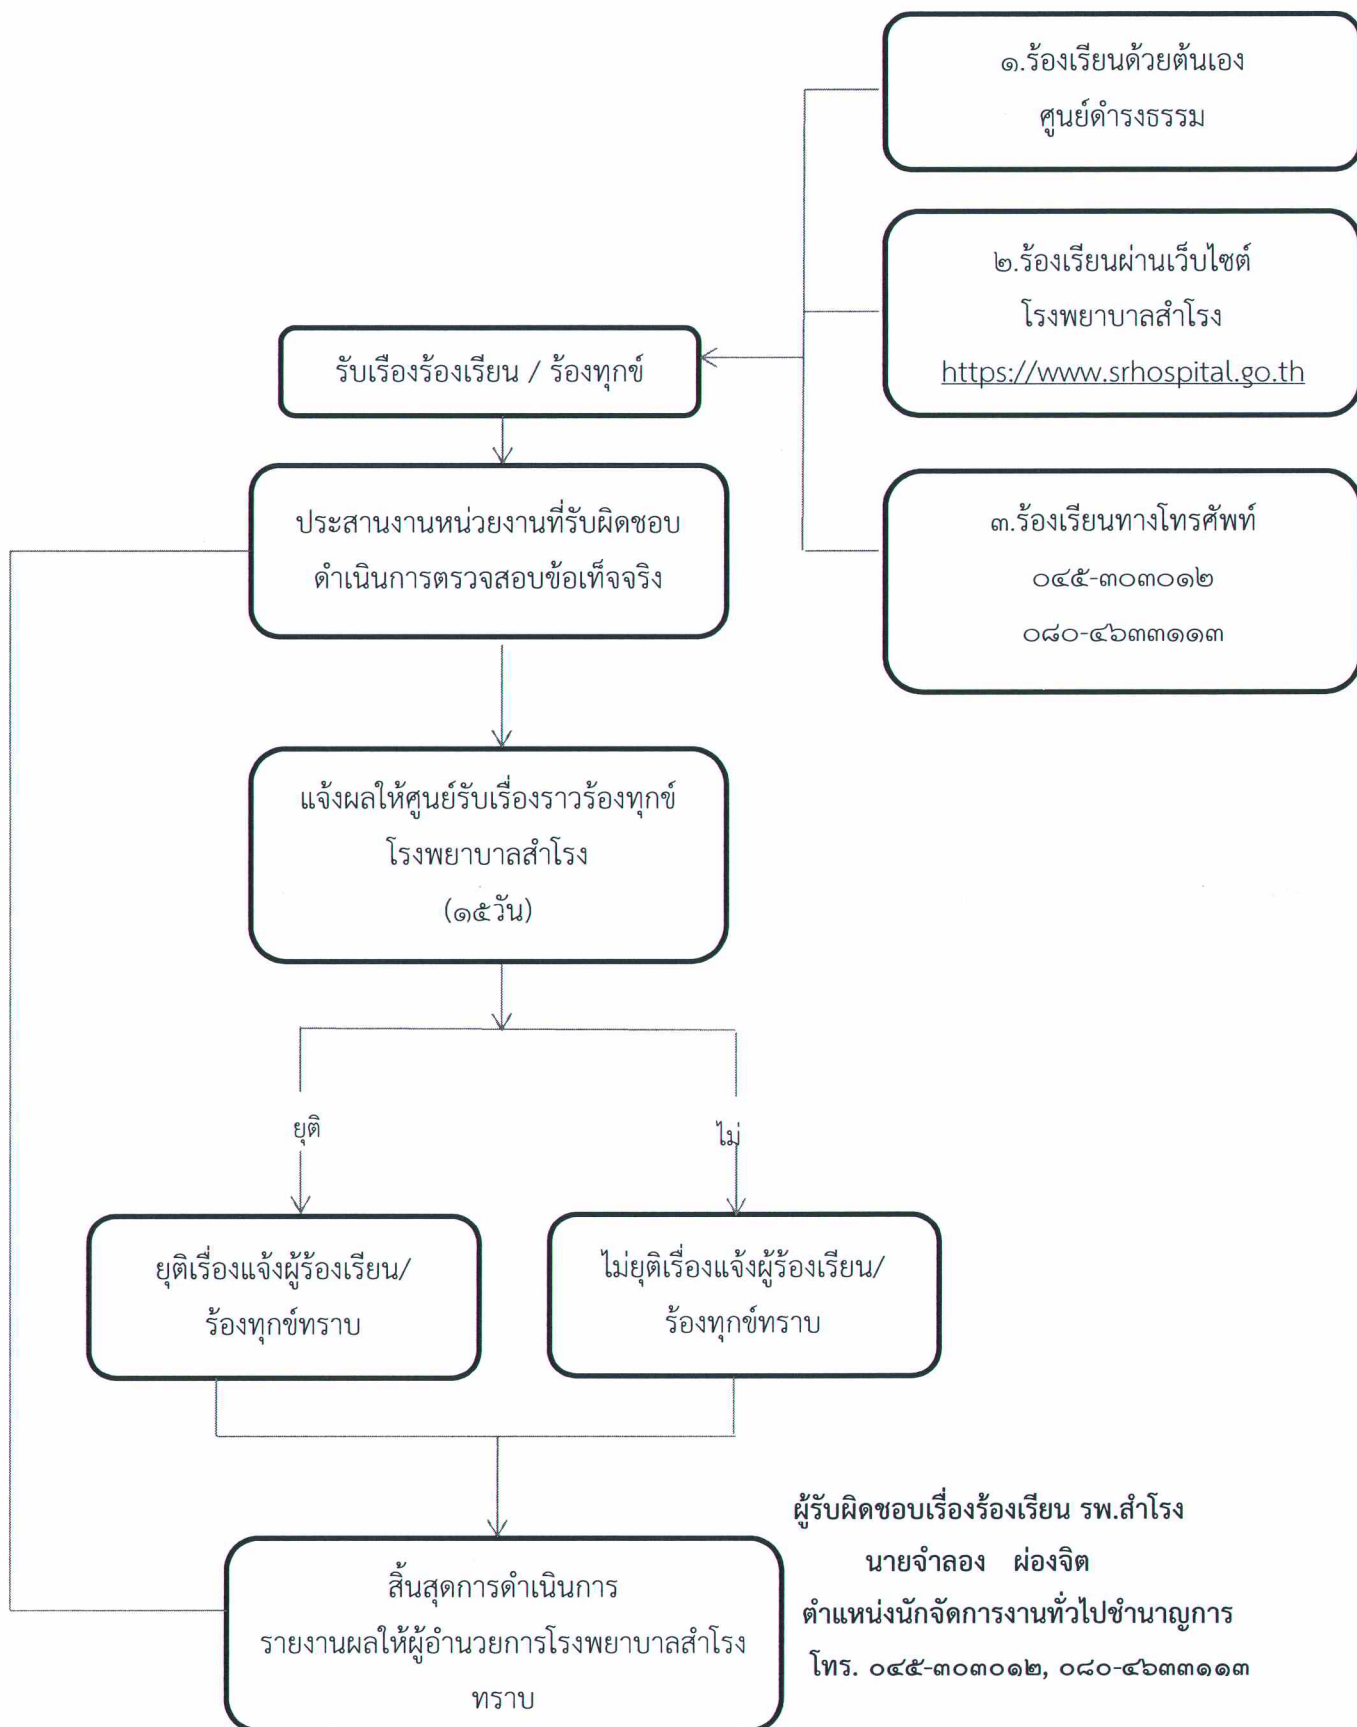 ๑.ร้องเรียนด้วยตนเอง
ศูนย์ดำรงธรรม
๒.ร้องเรียนผ่านเว็บไซต์
โรงพยาบาลสำโรง
https://www.srhospital.go.th
๓.ร้องเรียนทางโทรศัพท์
๐๔๕-๓๐๓๐๑๒
๐๘๐-๔๖๓๓๑๑๓
รับเรื่องร้องเรียน / ร้องทุกข์
ประสานงานหน่วยงานที่รับผิดชอบ
ดำเนินการตรวจสอบข้อเท็จจริง
แจ้งผลให้ศูนย์รับเรื่องราวร้องทุกข์
โรงพยาบาลสำโรง
(๑๕วัน)
ยุติ
ไม่
ยุติเรื่องแจ้งผู้ร้องเรียน/
ร้องทุกข์ทราบ
ไม่ยุติเรื่องแจ้งผู้ร้องเรียน/
ร้องทุกข์ทราบ
สิ้นสุดการดำเนินการ
รายงานผลให้ผู้อำนวยการโรงพยาบาลสำโรง
ทราบ
ผู้รับผิดชอบเรื่องร้องเรียน รพ.สำโรง
นายจำลอง ผ่องจิต
ตำแหน่งนักจัดการงานทั่วไปชำนาญการ
โทร. ๐๔๕-๓๐๓๐๑๒, ๐๘๐-๔๖๓๓๑๑๓